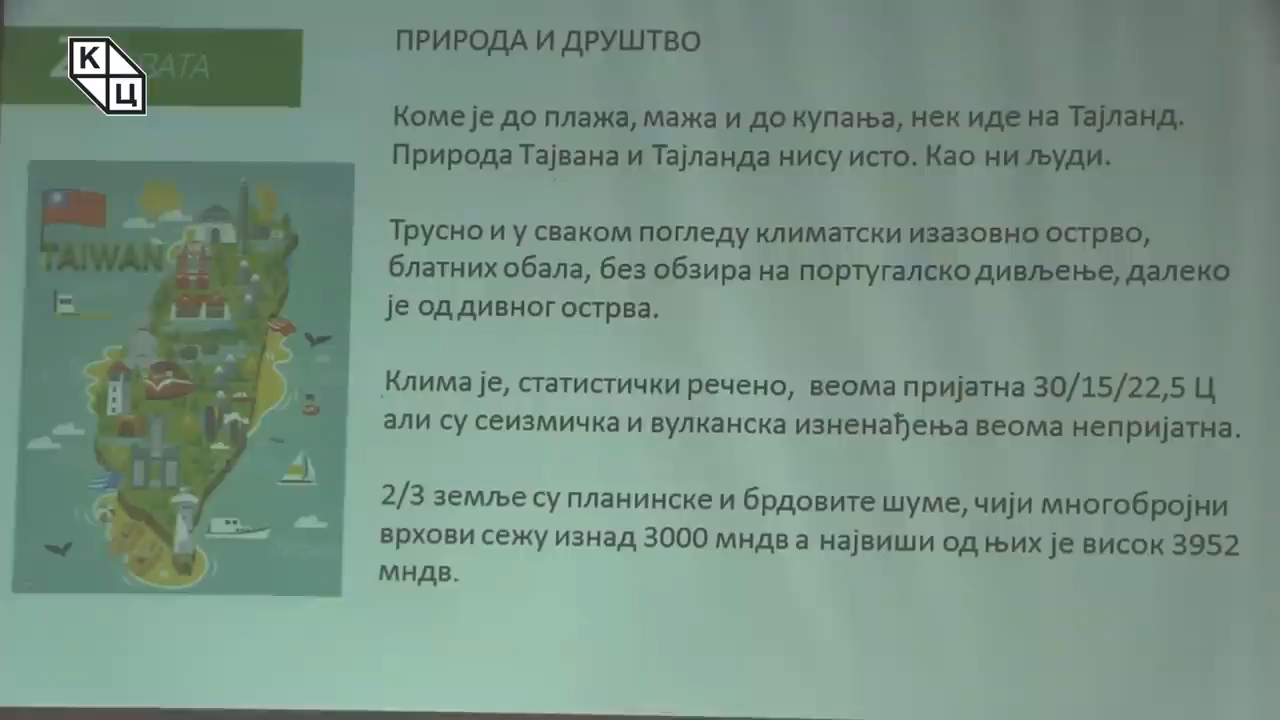 К
Ц
ПРИРОДА И ДРУШТВО
Коме је до плажа, мажа и до купања, нек иде на Тајланд.
Природа Тајвана и Тајланда нису исто. Као ни људи.
Трусно и у сваком погледу климатски изазовно острво,
блатних обала, без обзира на португалско дивљење, далеко
је од дивног острва.
Клима је, статистички речено, веома пријатна 30/15/22,5 Ц
али су сеизмичка и вулканска изненађења веома непријатна.
2/3 земље су планинске и брдовите шуме, чији многобројни
врхови сежу изнад 3000 мндв а највиши од њих је висок 3952
мндв.
TAIWAN